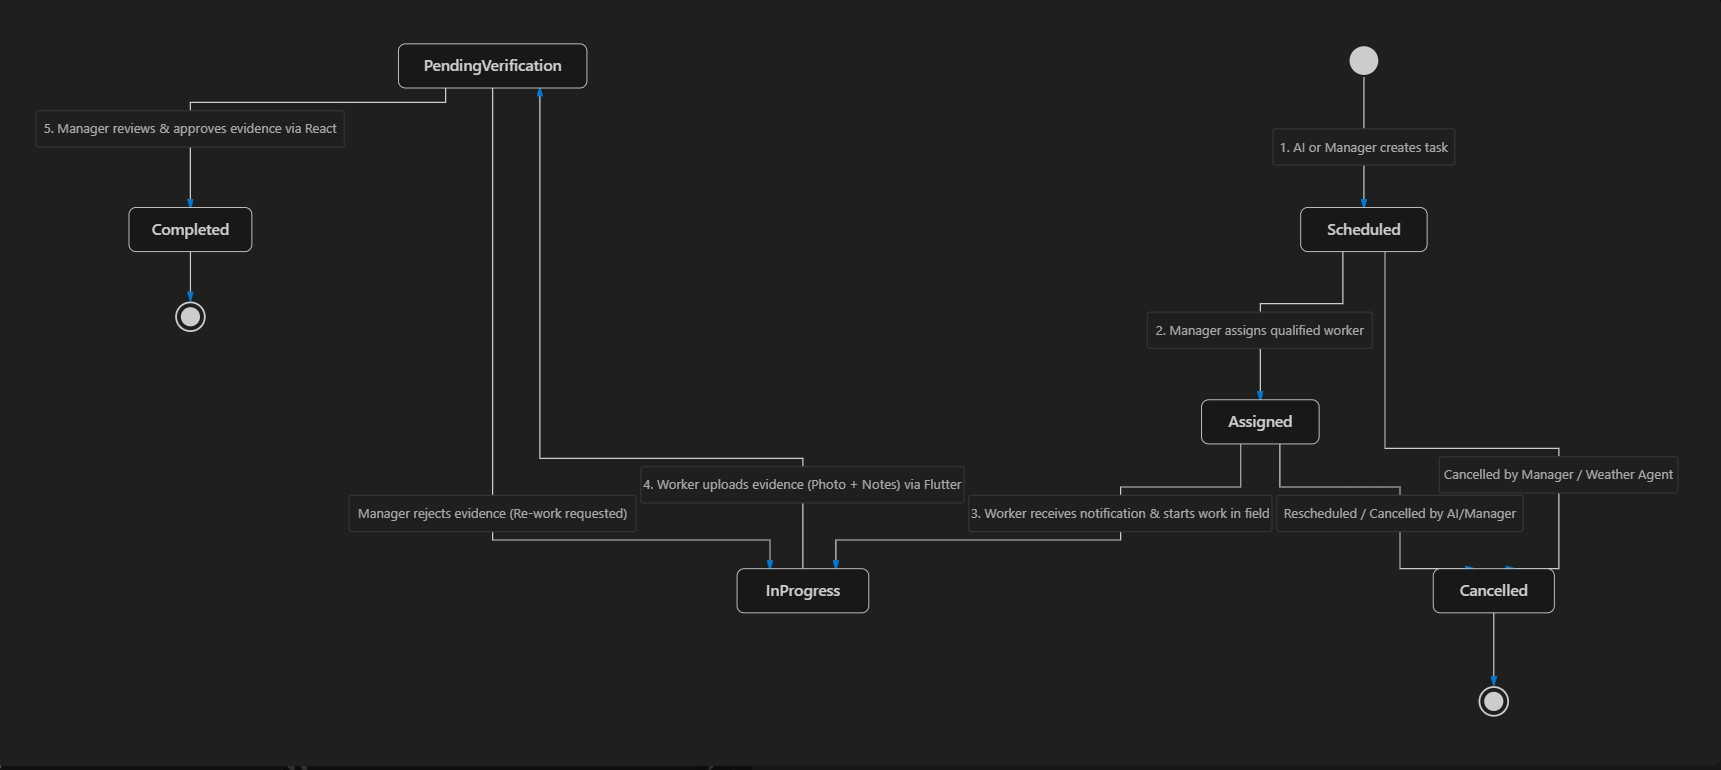 PendingVerification
5. Manager reviews & approves evidence via React
1. AI or Manager creates task
Completed
Scheduled
2. Manager assigns qualified worker
Assigned
Cancelled by Manager / Weather Agent
4. Worker uploads evidence (Photo + Notes) via Flutter
Manager rejects evidence (Re-work requested)
3. Worker receives notification & starts work in field
Rescheduled / Cancelled by AI/Manager
InProgress
Cancelled